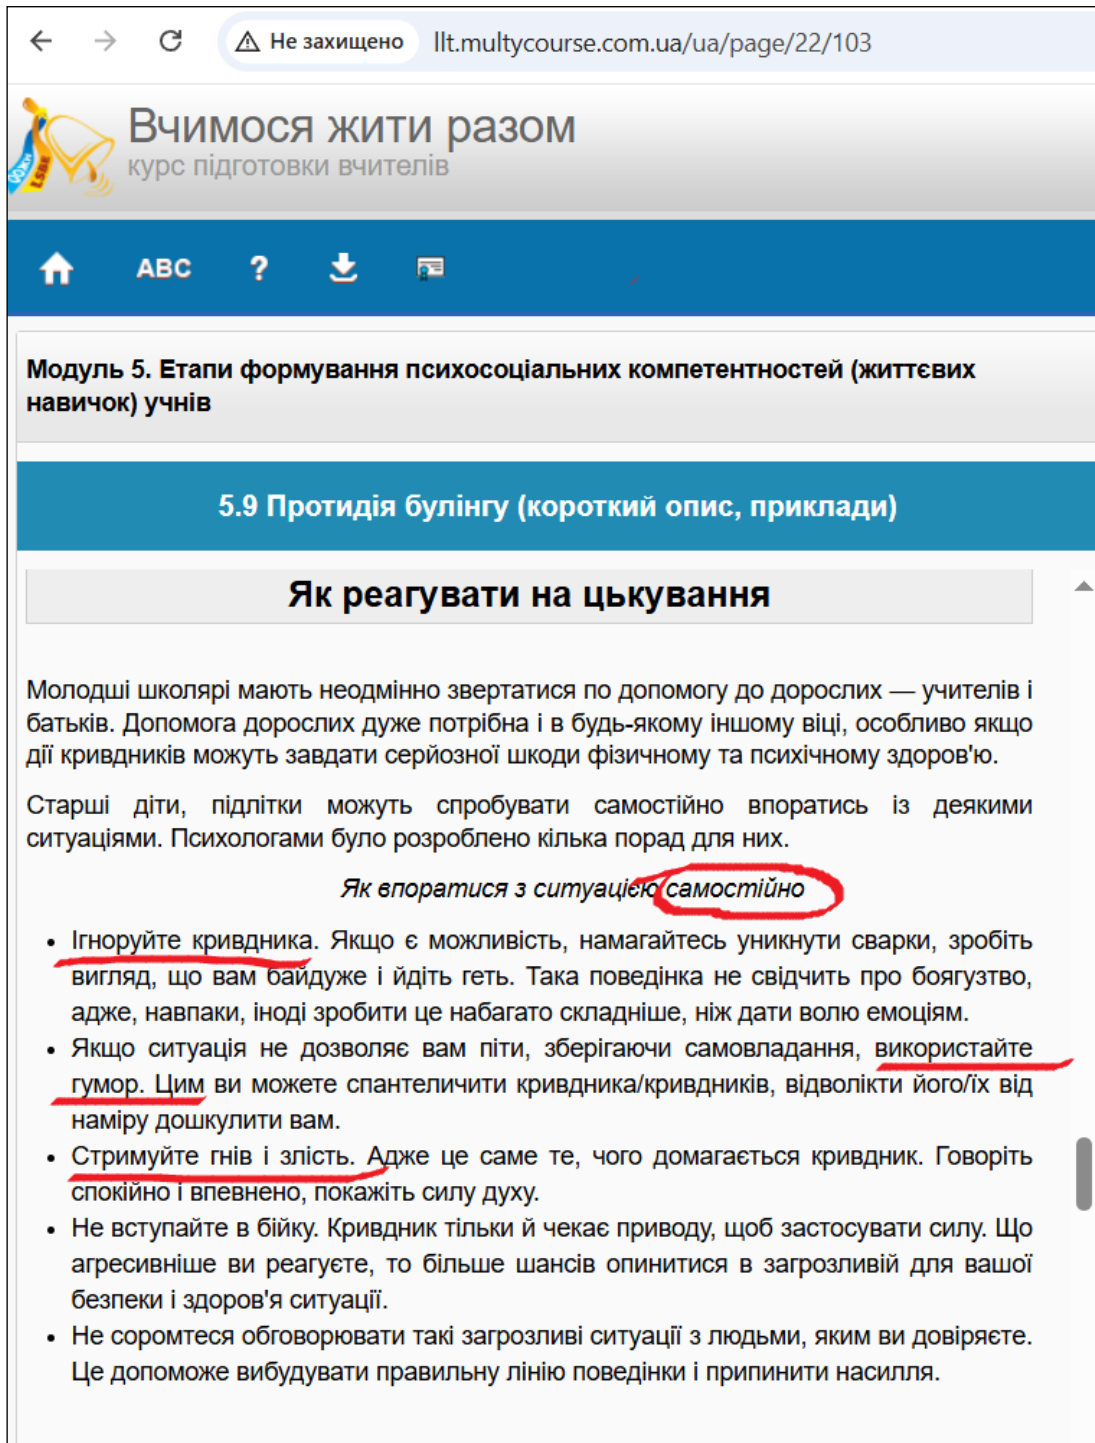 Не захищено llt.multycourse.com.ua/ua/page/22/103
Вчимося жити разом
курс підготовки вчителів
LSBE
ABC ?
Модуль 5. Етапи формування психосоціальних компетентностей (життєвих
навичок) учнів
5.9 Протидія булінгу (короткий опис, приклади)
Як реагувати на цькування
Молодші школярі мають неодмінно звертатися по допомогу до дорослих — учителів і
батьків. Допомога дорослих дуже потрібна і в будь-якому іншому віці, особливо якщо
дії кривдників можуть завдати серйозної шкоди фізичному та психічному здоров'ю.
Старші діти, підлітки можуть спробувати самостійно впоратись із деякими
ситуаціями. Психологами було розроблено кілька порад для них.
Як впоратися з ситуацією самостійно
• Ігноруйте кривдника. Якщо є можливість, намагайтесь уникнути сварки, зробіть
вигляд, що вам байдуже і йдіть геть. Така поведінка не свідчить про боягузтво,
адже, навпаки, іноді зробити це набагато складніше, ніж дати волю емоціям.
• Якщо ситуація не дозволяє вам піти, зберігаючи самовладання, використайте
гумор. Цим ви можете спантеличити кривдника/кривдників, відволікти його/їх від
наміру дошкулити вам.
• Стримуйте гнів і злість. Адже це саме те, чого домагається кривдник. Говоріть
спокійно і впевнено, покажіть силу духу.
• Не вступайте в бійку. Кривдник тільки й чекає приводу, щоб застосувати силу. Що
агресивніше ви реагуєте, то більше шансів опинитися в загрозливій для вашої
безпеки і здоров'я ситуації.
• Не соромтеся обговорювати такі загрозливі ситуації з людьми, яким ви довіряєте.
Це допоможе вибудувати правильну лінію поведінки і припинити насилля.